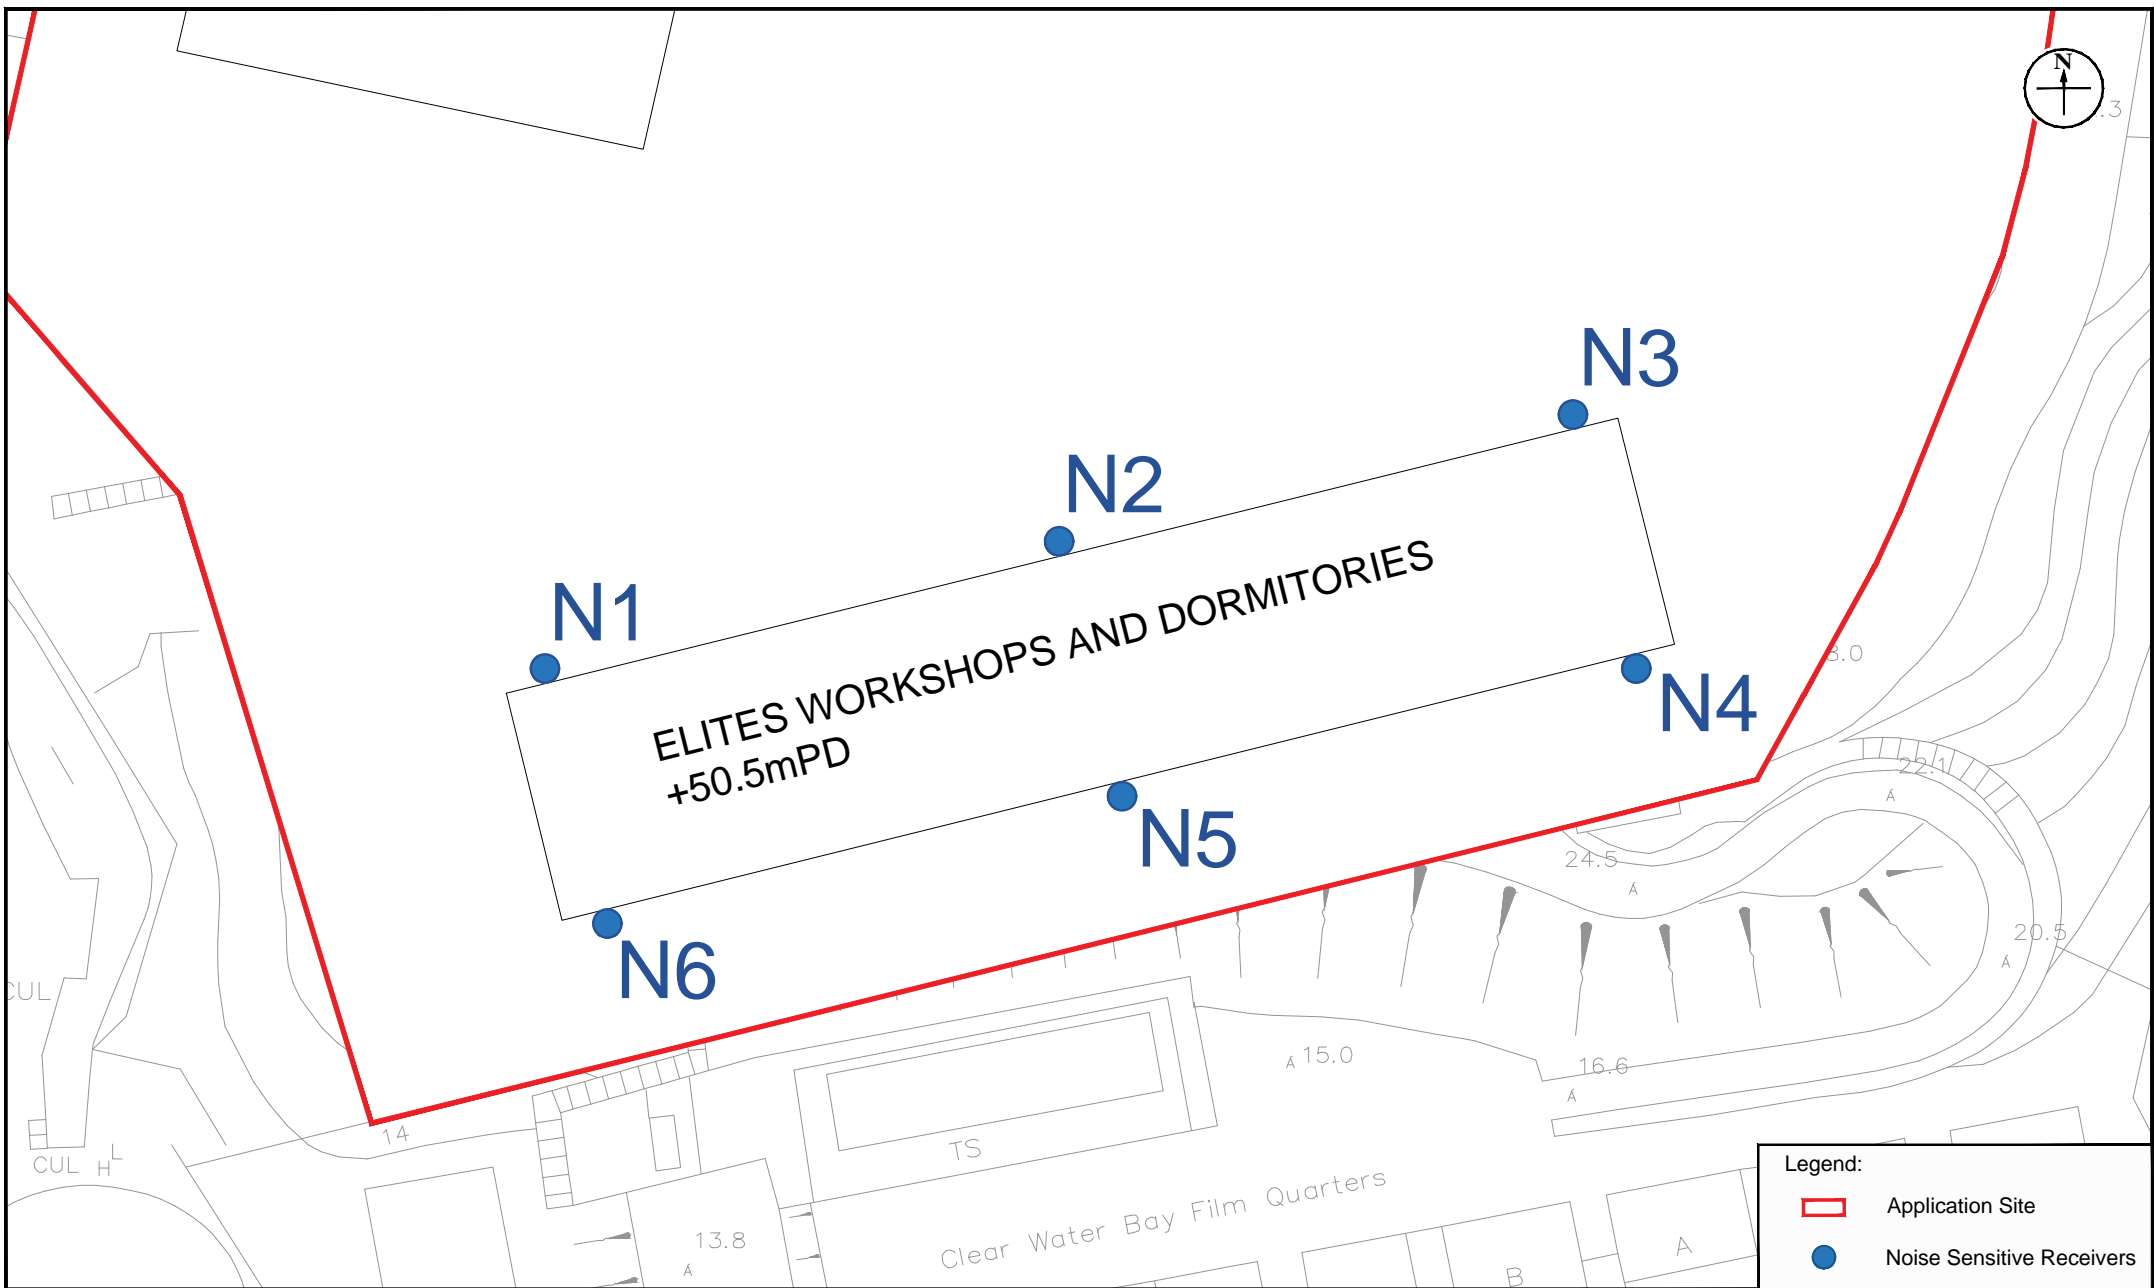 N
.3
N3
N2
N1
ELITES WORKSHOPS AND DORMITORIES
+50.5mPD
8.0
N4
22.1
N5
24.5
20.5
N6
CUL
15.0
16.6
14
TS
CUL H L
Clear Water Bay Film Quarters
13.8
A
B
Legend:
Application Site
Noise Sensitive Receivers